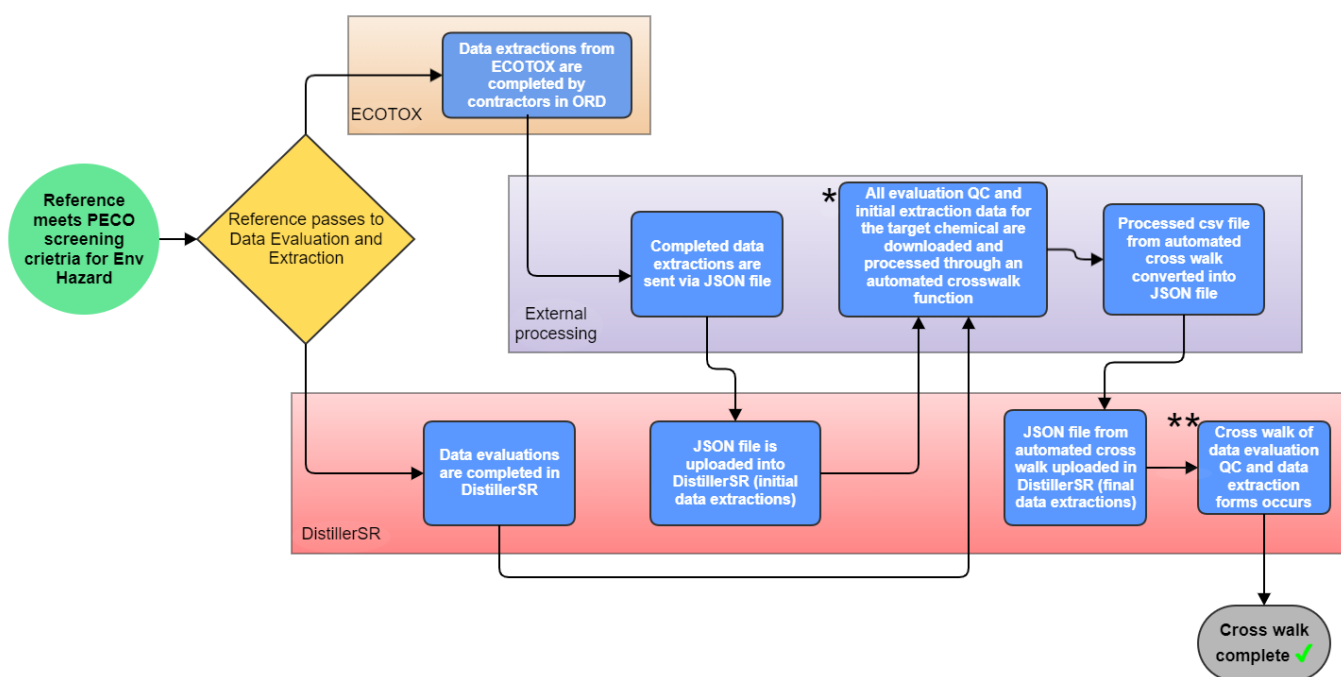 Reference
meets PECO
screening
crietria for Env
Hazard
Reference passes to
Data Evaluation and
Extraction
Data extractions from
ECOTOX are
completed by
contractors in ORD
ECOTOX
Completed data
extractions are
sent via JSON file
*
All evaluation QC and
initial extraction data for
the target chemical are
downloaded and
processed through an
automated crosswalk
function
Processed csv file
from automated
cross walk
converted into
JSON file
External
processing
Data evaluations
are completed in
DistillerSR
JSON file is
uploaded into
DistillerSR (initial
data extractions)
JSON file from
automated cross
walk uploaded in
DistillerSR (final
data extractions)
**
Cross walk of
data evaluation
QC and data
extraction
forms occurs
DistillerSR
Cross walk
complete